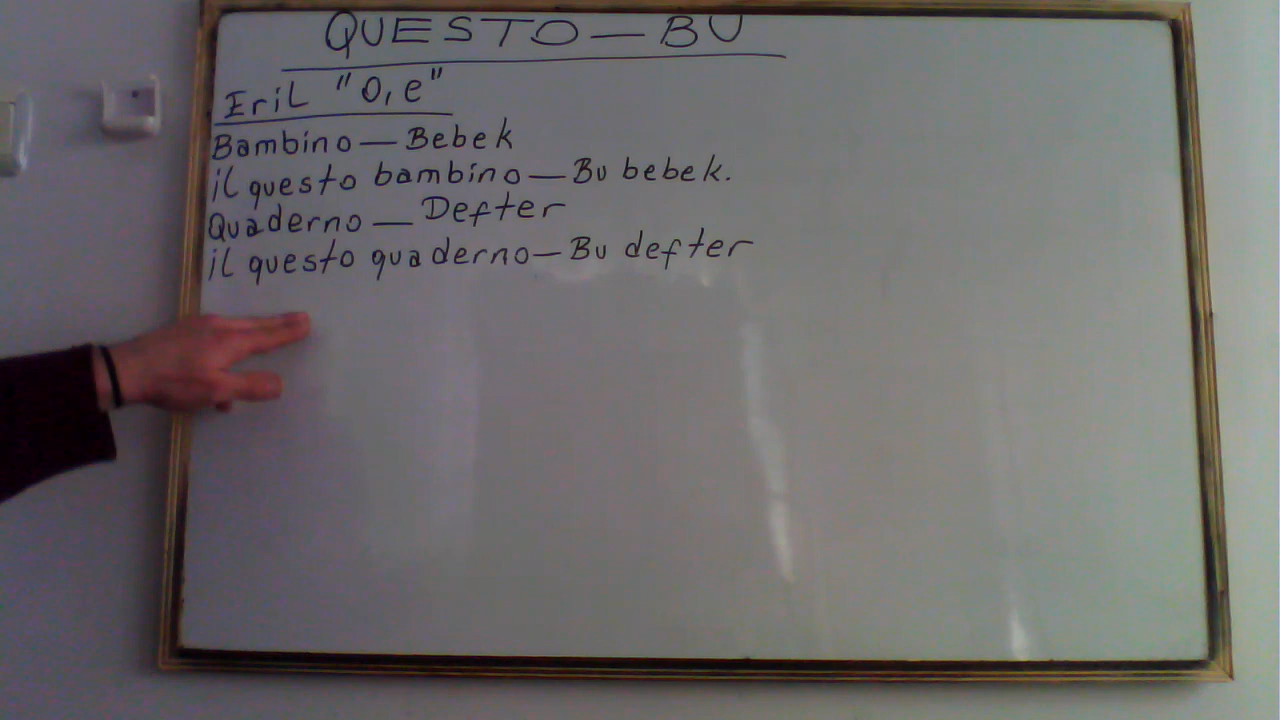 QUESTO — BU
EriL "O, e"
Bambino — Bebek
il questo bambino — Bu bebek.
Quaderno — Defter
il questo quaderno — Bu defter